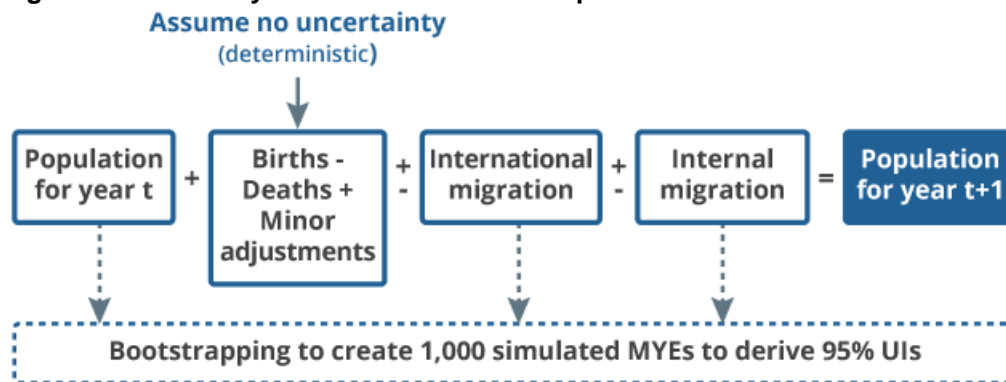 Assume no uncertainty
(deterministic)
Population
for year t
+
Births -
Deaths +
Minor
adjustments
+
-
International
migration
+
-
Internal
migration
=
Population
for year t+1
Bootstrapping to create 1,000 simulated MYEs to derive 95% UIs